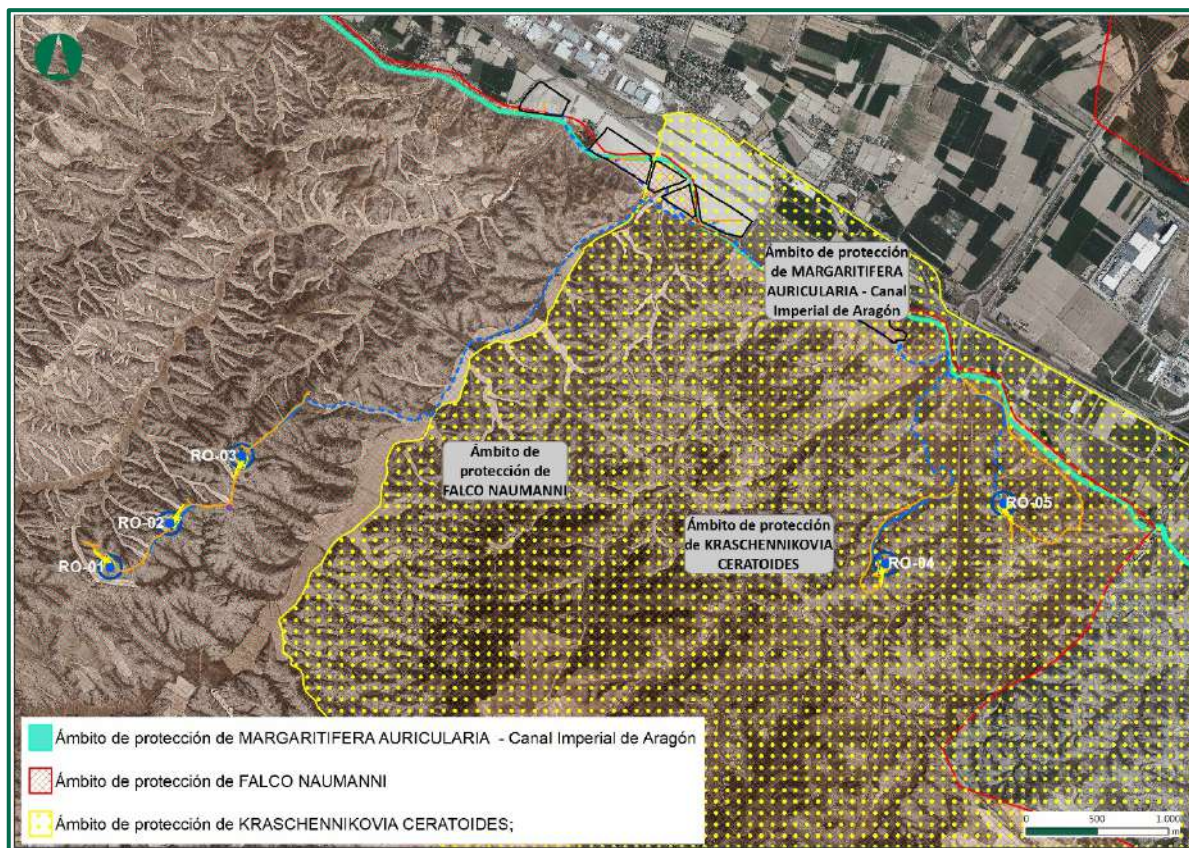 Ámbito de protección
de MARGARITIFERA
AURICULARIA - Canal
Imperial de Aragón
Ámbito de
protección de
FALCO NAUMANNI
RO-03
RO-02
RO-01
Ámbito de protección
de KRASCHENNIKOVIA
CERATOIDES
RO-05
RO-04
Ámbito de protección de MARGARITIFERA AURICULARIA - Canal Imperial de Aragón
Ámbito de protección de FALCO NAUMANNI
Ámbito de protección de KRASCHENNIKOVIA CERATOIDES;
0 500 1.000
m